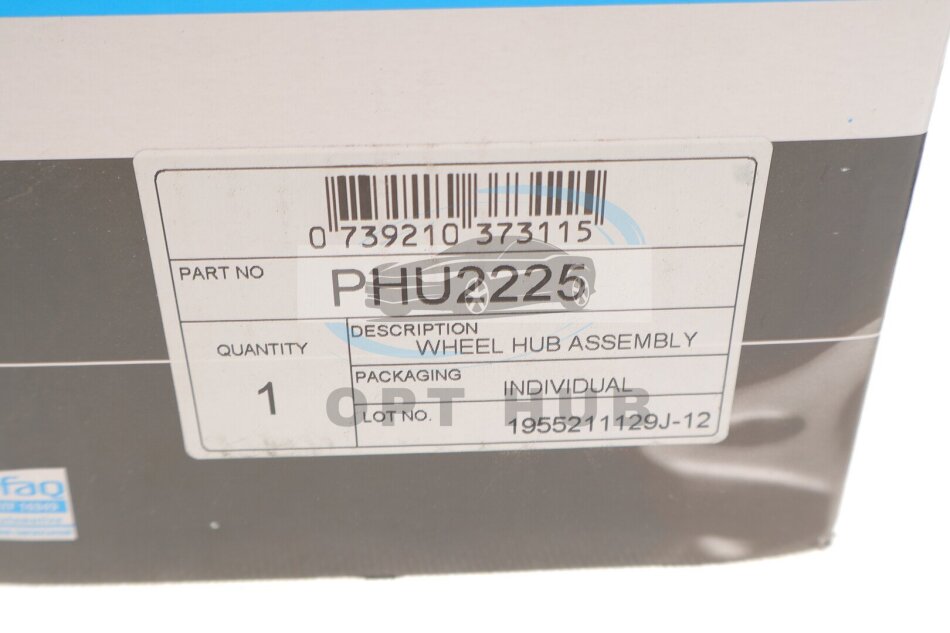 0 739210 373115
PART NO
PHU2225
QUANTITY
1
DESCRIPTION
WHEEL HUB ASSEMBLY
PACKAGING
INDIVIDUAL
LOT NO.
1955211129J-12
OPT HUB
faq